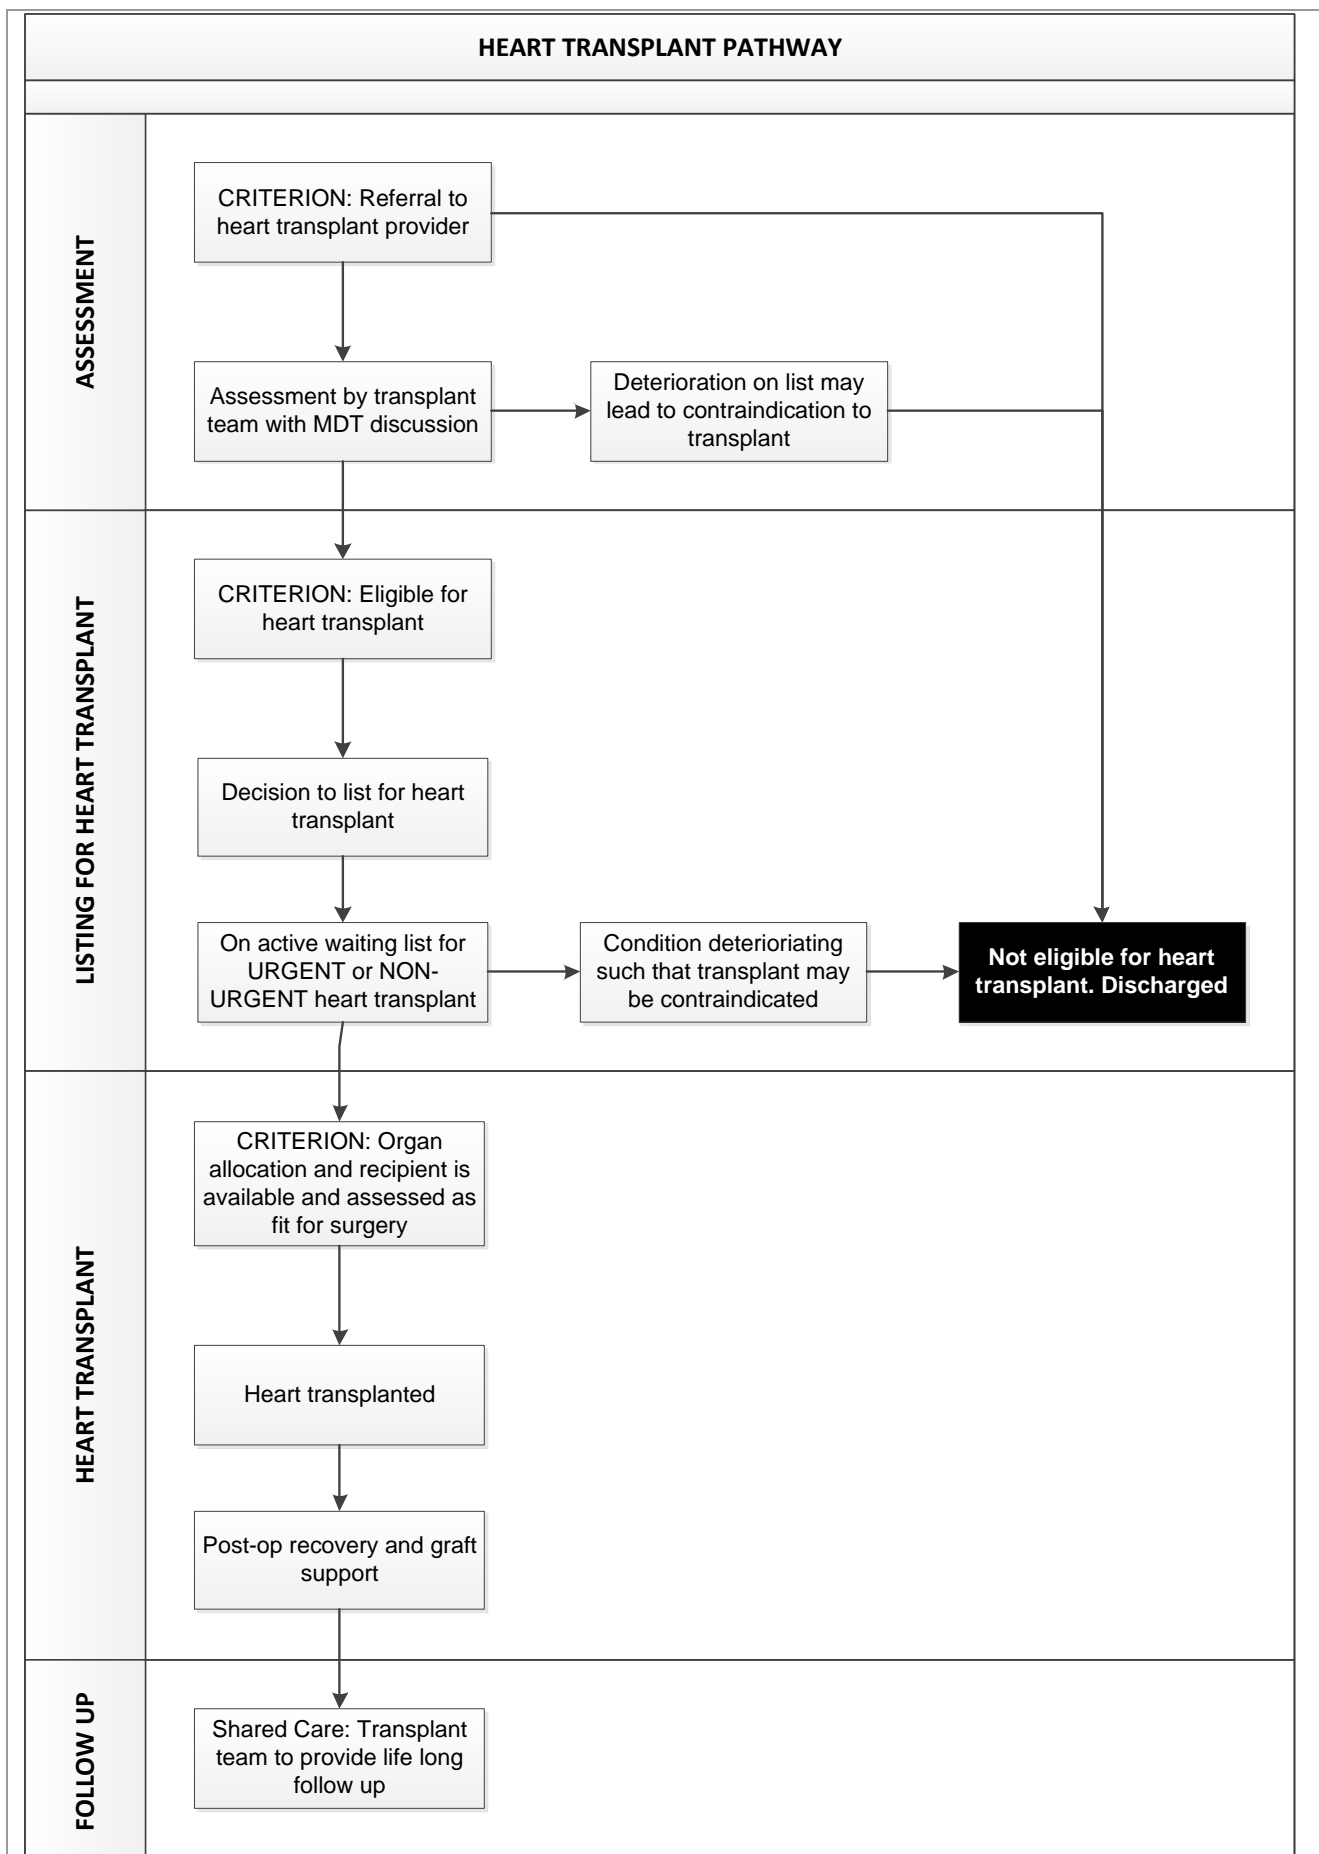 HEART TRANSPLANT PATHWAY
ASSESSMENT
CRITERION: Referral to
heart transplant provider
Assessment by transplant
team with MDT discussion
Deterioration on list may
lead to contraindication to
transplant
LISTING FOR HEART TRANSPLANT
CRITERION: Eligible for
heart transplant
Decision to list for heart
transplant
On active waiting list for
URGENT or NON-
URGENT heart transplant
Condition deterioriating
such that transplant may
be contraindicated
Not eligible for heart
transplant. Discharged
HEART TRANSPLANT
CRITERION: Organ
allocation and recipient is
available and assessed as
fit for surgery
Heart transplanted
Post-op recovery and graft
support
FOLLOW UP
Shared Care: Transplant
team to provide life long
follow up